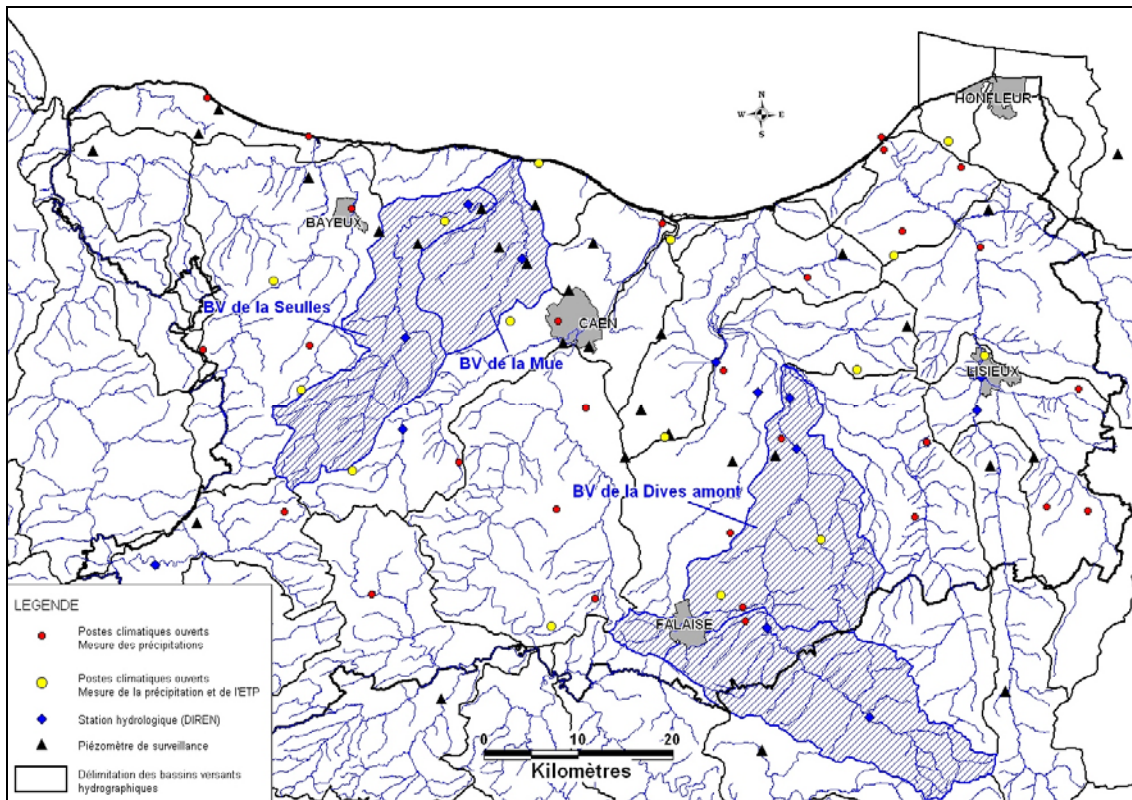 HONFLEUR
N
W E
S
BAYEUX
BV de la Seulles
CAEN
BV de la Mue
LISIEUX
BV de la Dives amont
FALAISE
LEGENDE
Postes climatiques ouverts
Mesure des précipitations
Postes climatiques ouverts
Mesure de la précipitation et de l'ETP
Station hydrologique (DIREN)
Piézomètre de surveillance
Délimitation des bassins versants
hydrographiques
0 10 20
Kilomètres